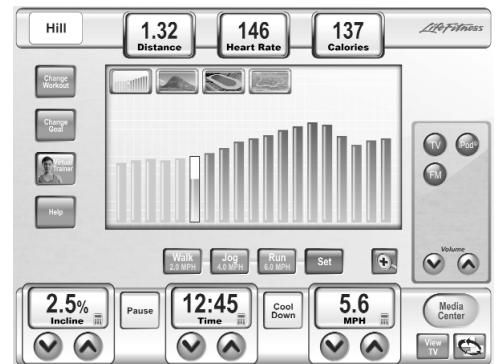 Hill
1.32
Distance
146
Heart Rate
137
Calories
LifeFitness
Change
Workout
Change
Goal
Virtual
Trainer
Help
TV
iPod®
FM
Volume
Walk
2.0 MPH
Jog
4.0 MPH
Run
6.0 MPH
Set
2.5%
Incline
Pause
12:45
Time
Cool
Down
5.6
MPH
Media
Center
View
TV